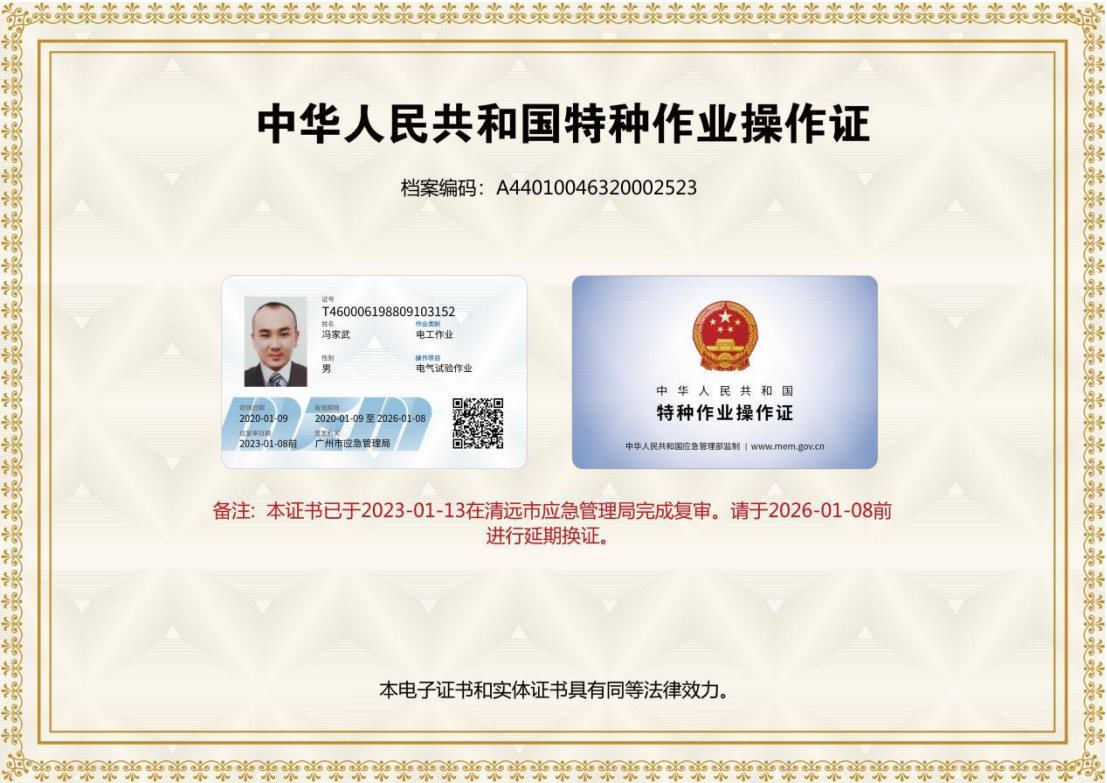 中华人民共和国特种作业操作证
档案编码：A44010046320002523
证号
T460006198809103152
姓名 作业类别
冯家武 电工作业
性别 操作项目
男 电气试验作业
初领日期 有效期限
2020-01-09 2020-01-09 至 2026-01-08
应复审日期 签发机关
2023-01-08前 广州市应急管理局
MEM
中华人民共和国
特种作业操作证
中华人民共和国应急管理部监制 | www.mem.gov.cn
备注: 本证书已于2023-01-13在清远市应急管理局完成复审。请于2026-01-08前
进行延期换证。
本电子证书和实体证书具有同等法律效力。